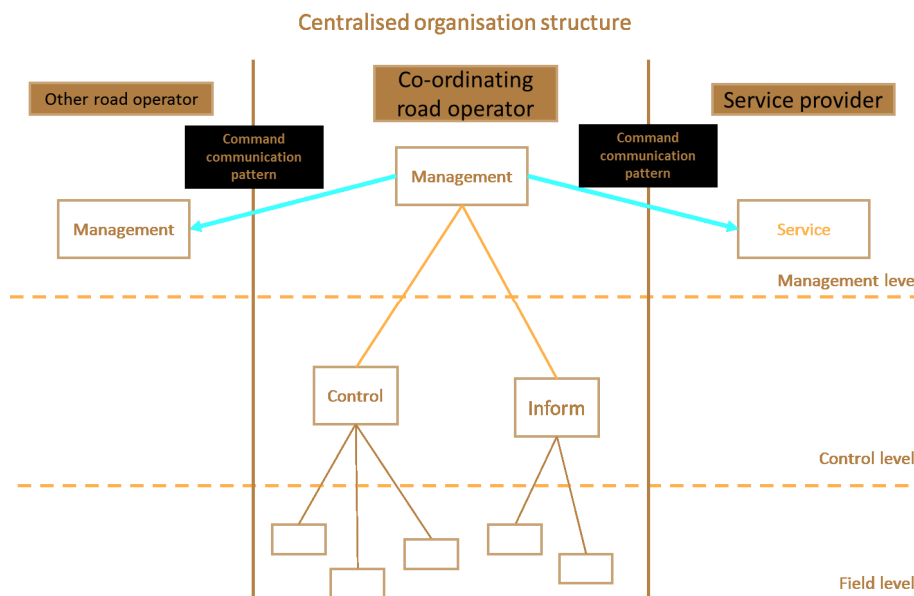 Centralised organisation structure
Other road operator
Co-ordinating
road operator
Service provider
Command
communication
pattern
Command
communication
pattern
Management
Management
Service
Management leve
Control
Inform
Control level
Field level